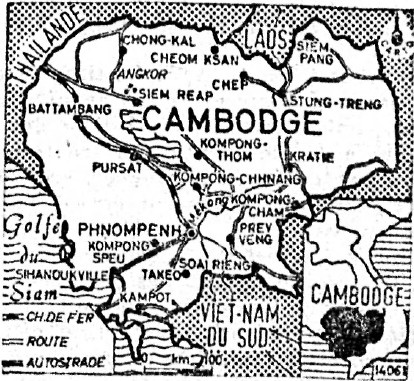 THAILANDE
LAOS
CHONG-KAL
CHEOM KSAN
SIEM
PANG
ANGKOR
CHEP
SIEM REAP
STUNG-TRENG
BATTAMBANG
CAMBODGE
KOMPONG-
THOM
KRATIE
PURSAT
KOMPONG-CHHNANG
Mékong
KOMPONG
CHAM
Golfe
du
Siam
PHNOMPENH
KOMPONG
SPEU
PREY
VENG
SIHANOUKVILLE
TAKEO
SOAI RIENG
KAMPOT
VIET-NAM
DU SUD
CAMBODGE
CH. DE FER
ROUTE
AUTOSTRADE
0 km 100
1406